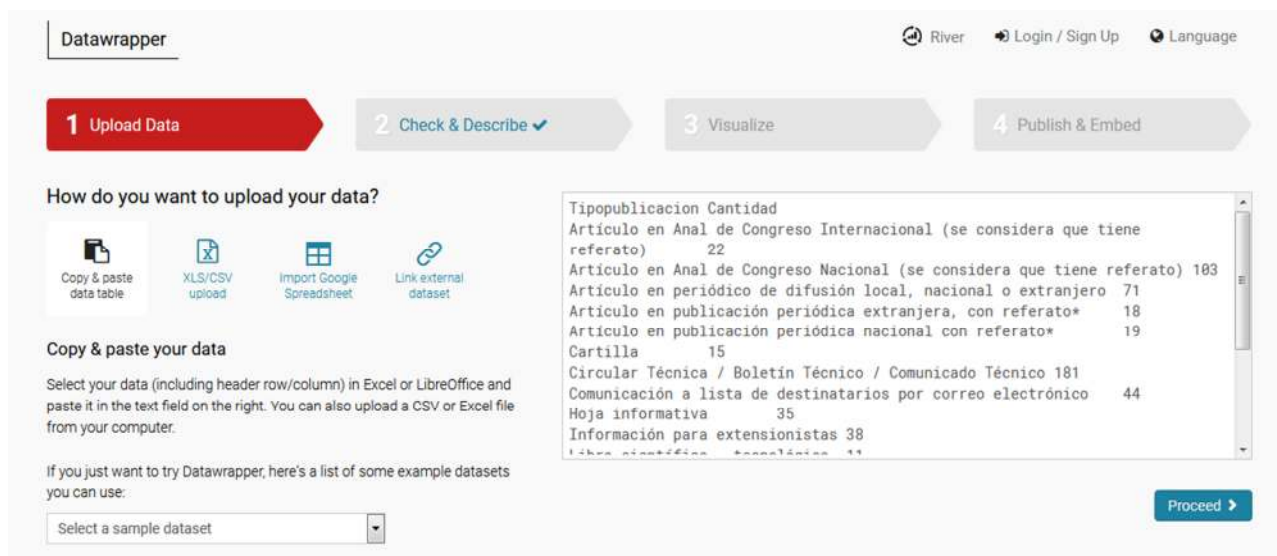 Datawrapper
River Login / Sign Up Language
1 Upload Data
2 Check & Describe
3 Visualize
4 Publish & Embed
How do you want to upload your data?
Copy & paste
data table
XLS/CSV
upload
Import Google
Spreadsheet
Link external
dataset
Copy & paste your data
Select your data (including header row/column) in Excel or LibreOffice and
paste it in the text field on the right. You can also upload a CSV or Excel file
from your computer.
If you just want to try Datawrapper, here's a list of some example datasets
you can use:
Select a sample dataset
Tipopublicacion Cantidad
Artículo en Anal de Congreso Internacional (se considera que tiene
referato) 22
Artículo en Anal de Congreso Nacional (se considera que tiene referato) 103
Artículo en periódico de difusión local, nacional o extranjero 71
Artículo en publicación periódica extranjera, con referato* 18
Artículo en publicación periódica nacional con referato* 19
Cartilla 15
Circular Técnica / Boletín Técnico / Comunicado Técnico 181
Comunicación a lista de destinatarios por correo electrónico 44
Hoja informativa 35
Información para extensionistas 38
Libro científico
Proceed